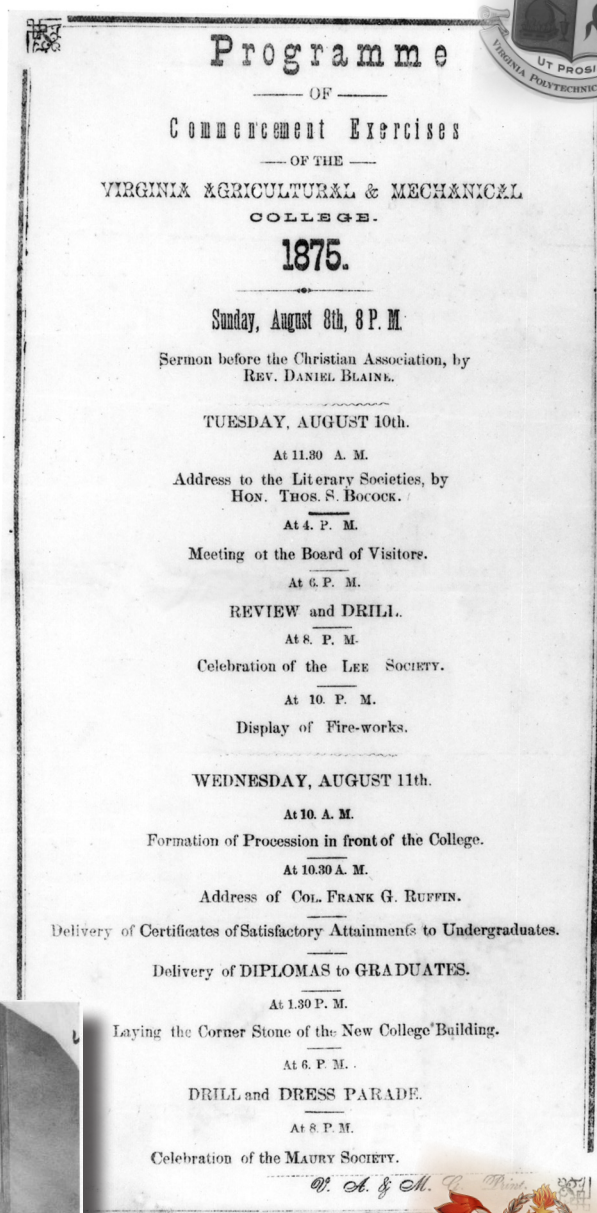 Programme
OF
Commencement Exercises
OF THE
VIRGINIA AGRICULTURAL & MECHANICAL
COLLEGE.
1875.
Sunday, August 8th, 8 P. M.
Sermon before the Christian Association, by
REV. DANIEL BLAINE.
TUESDAY, AUGUST 10th.
At 11.30 A. M.
Address to the Literary Societies, by
HON. THOS. S. BOCOCK.
At 4. P. M.
Meeting ot the Board of Visitors.
At 6. P. M.
REVIEW and DRILL.
At 8. P. M.
Celebration of the LEE SOCIETY.
At 10. P. M.
Display of Fire-works.
WEDNESDAY, AUGUST 11th.
At 10. A. M.
Formation of Procession in front of the College.
At 10.30 A. M.
Address of COL. FRANK G. RUFFIN.
Delivery of Certificates of Satisfactory Attainments to Undergraduates.
Delivery of DIPLOMAS to GRADUATES.
At 1.30 P. M.
Laying the Corner Stone of the New College Building.
At 6. P. M.
DRILL and DRESS PARADE.
At 8. P. M.
Celebration of the MAURY SOCIETY.
V. A. & M. C. Print.
UT PROSI
VIRGINIA POLYTECHNIC